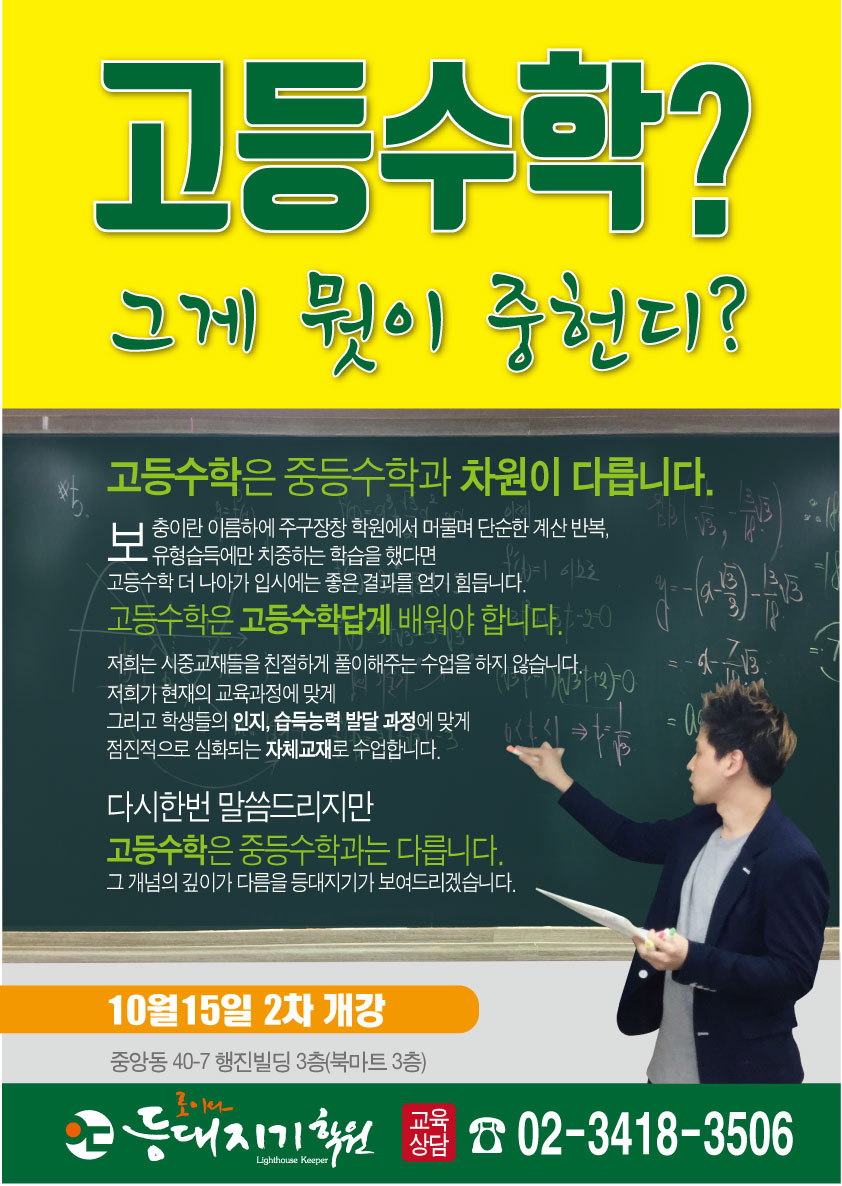 고등수학?
그게 뭣이 중헌디?
고등수학은 중등수학과 차원이 다릅니다.
보충이란 이름하에 주구장창 학원에서 머물며 단순한 계산 반복,
유형습득에만 치중하는 학습을 했다면
고등수학 더 나아가 입시에는 좋은 결과를 얻기 힘듭니다.
고등수학은 고등수학답게 배워야 합니다.
저희는 시중교재들을 친절하게 풀이해주는 수업을 하지 않습니다.
저희가 현재의 교육과정에 맞게
그리고 학생들의 인지, 습득능력 발달 과정에 맞게
점진적으로 심화되는 자체교재로 수업합니다.
다시한번 말씀드리지만
고등수학은 중등수학과는 다릅니다.
그 개념의 깊이가 다름을 등대지기가 보여드리겠습니다.
10월15일 2차 개강
중앙동 40-7 행진빌딩 3층(북마트 3층)
로이다
등대지기학원
Lighthouse Keeper
교육
상담
☎ 02-3418-3506